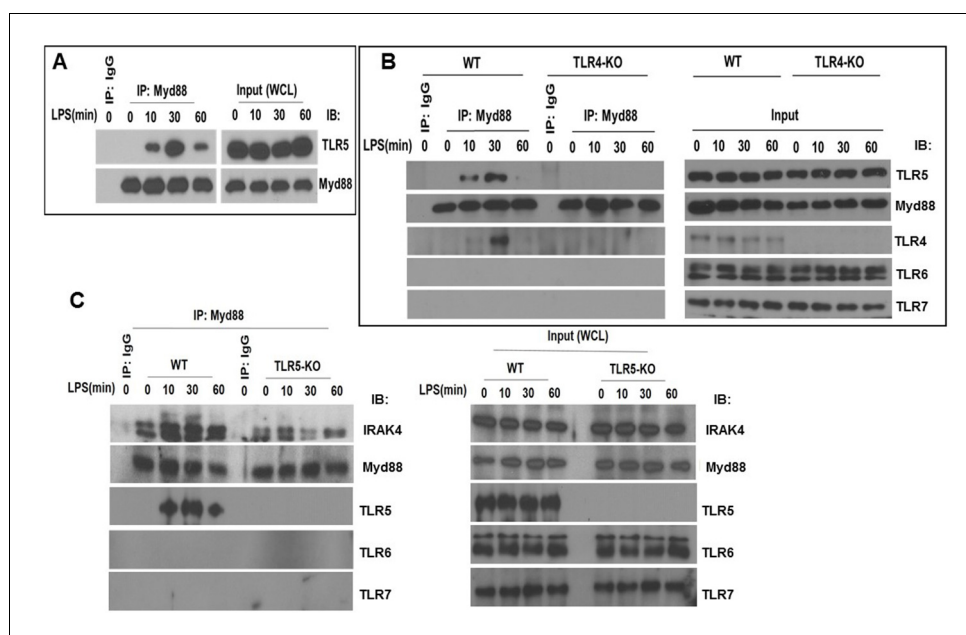 A
IP: IgG
IP: Myd88
Input (WCL)
LPS(min)
0
0 10 30 60
0 10 30 60
IB:
TLR5
Myd88
B
WT
TLR4-KO
WT
TLR4-KO
IP: IgG
IP: Myd88
IP: IgG
IP: Myd88
Input
LPS(min)
0
0 10 30 60
0
0 10 30 60
0 10 30 60
0 10 30 60
IB:
TLR5
Myd88
TLR4
TLR6
TLR7
C
IP: Myd88
IP: IgG
WT
IP: IgG
TLR5-KO
LPS(min)
0
0 10 30 60
0
0 10 30 60
IB:
IRAK4
Myd88
TLR5
TLR6
TLR7
Input (WCL)
WT
TLR5-KO
LPS(min)
0 10 30 60
0 10 30 60
IB:
IRAK4
Myd88
TLR5
TLR6
TLR7